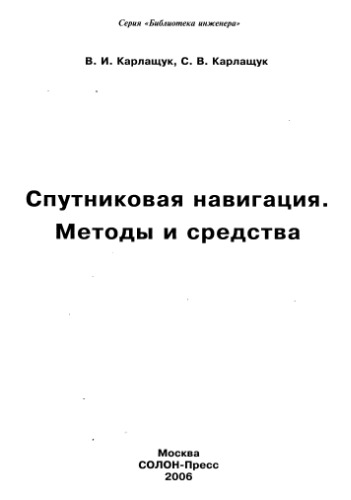 Серия «Библиотека инженера»
В. И. Карлащук, С. В. Карлащук
Спутниковая навигация.
Методы и средства
Москва
СОЛОН-Пресс
2006